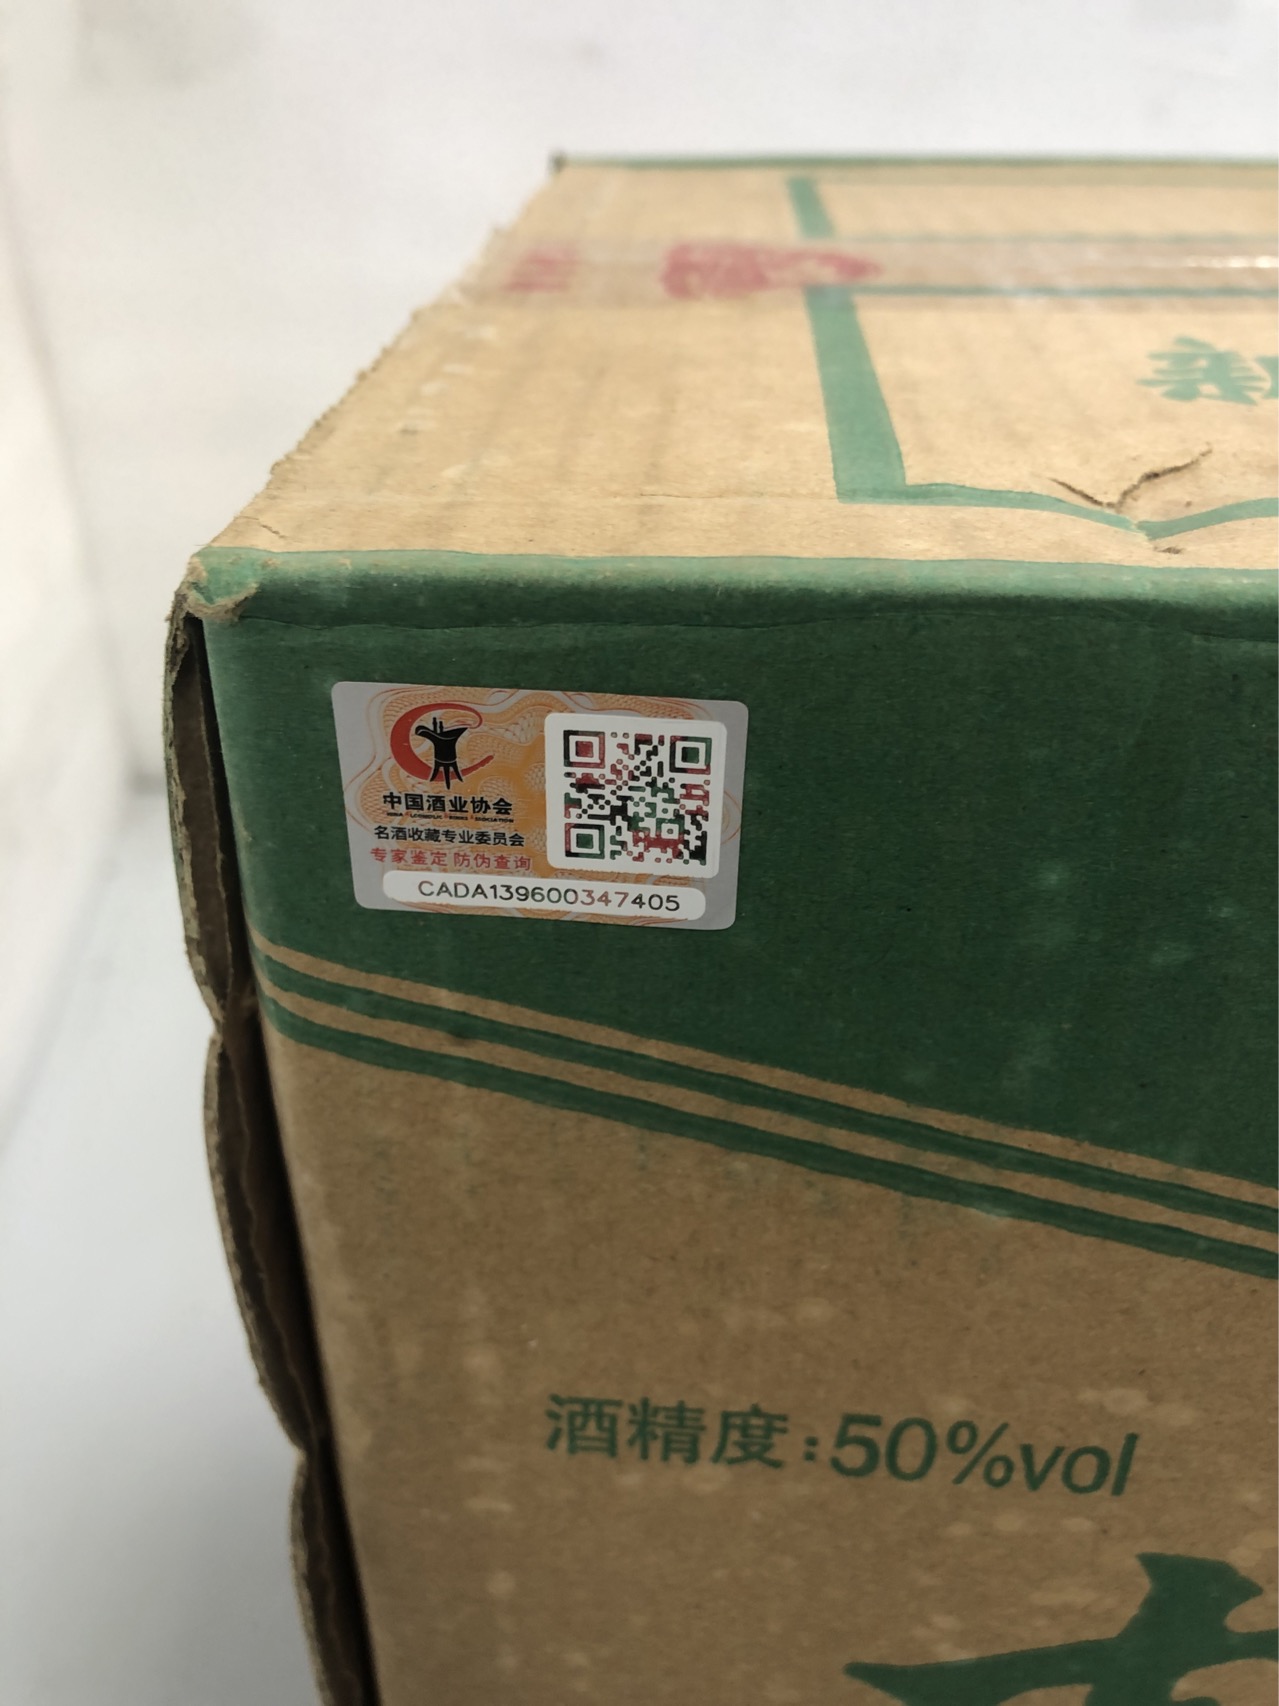 中国酒业协会
名酒收藏专业委员会
专家鉴定 防伪查询
CADA139600347405
酒精度:50%vol